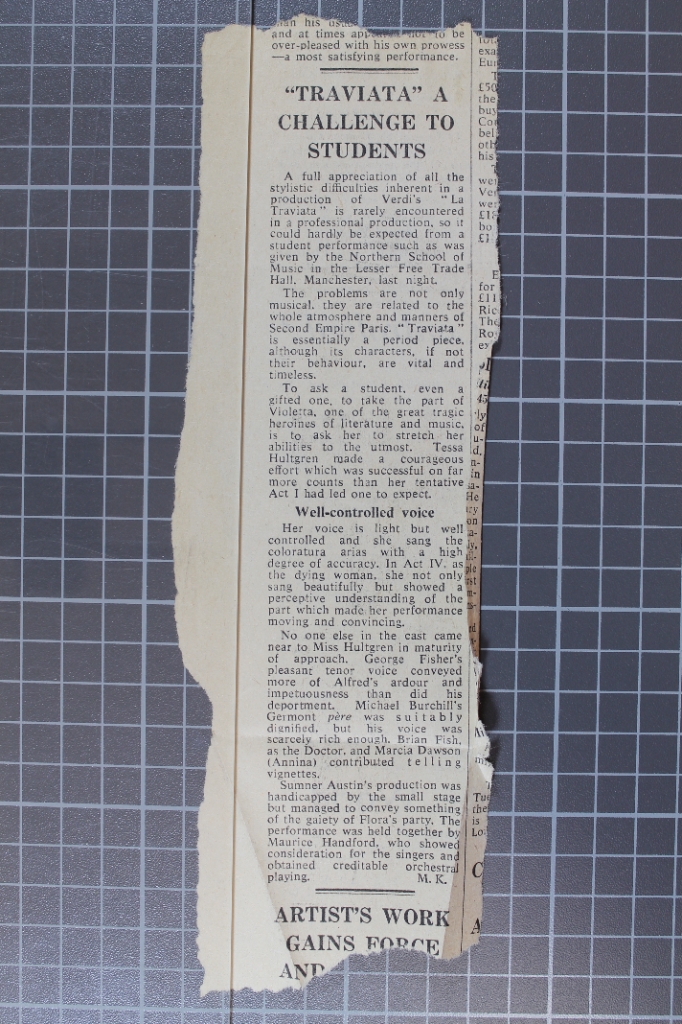 and at times appeared not to be
over-pleased with his own prowess
—a most satisfying performance.
"TRAVIATA" A
CHALLENGE TO
STUDENTS
A full appreciation of all the
stylistic difficulties inherent in a
production of Verdi's "La
Traviata" is rarely encountered
in a professional production, so it
could hardly be expected from a
student performance such as was
given by the Northern School of
Music in the Lesser Free Trade
Hall, Manchester, last night.
The problems are not only
musical, they are related to the
whole atmosphere and manners of
Second Empire Paris. "Traviata"
is essentially a period piece,
although its characters, if not
their behaviour, are vital and
timeless.
To ask a student, even a
gifted one, to take the part of
Violetta, one of the great tragic
heroines of literature and music,
is to ask her to stretch her
abilities to the utmost. Tessa
Hultgren made a courageous
effort which was successful on far
more counts than her tentative
Act I had led one to expect.
Well-controlled voice
Her voice is light but well
controlled and she sang the
coloratura arias with a high
degree of accuracy. In Act IV, as
the dying woman, she not only
sang beautifully but showed a
perceptive understanding of the
part which made her performance
moving and convincing.
No one else in the cast came
near to Miss Hultgren in maturity
of approach. George Fisher's
pleasant tenor voice conveyed
more of Alfred's ardour and
impetuousness than did his
deportment. Michael Burchill's
Germont père was suitably
dignified, but his voice was
scarcely rich enough. Brian Fish,
as the Doctor, and Marcia Dawson
(Annina) contributed telling
vignettes.
Sumner Austin's production was
handicapped by the small stage
but managed to convey something
of the gaiety of Flora's party. The
performance was held together by
Maurice Handford, who showed
consideration for the singers and
obtained creditable orchestral
playing. M. K.
ARTIST'S WORK
GAINS FORCE
AND